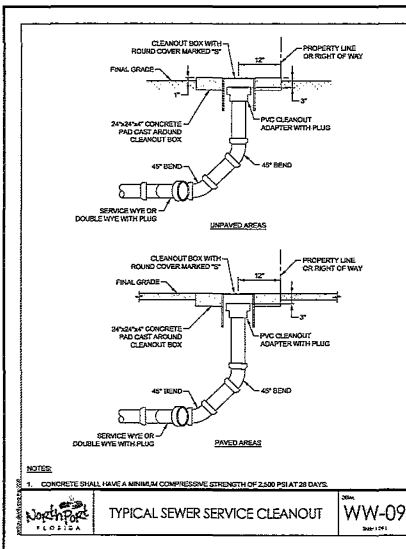 CLEANOUT BOX WITH
ROUND COVER MARKED "S"
12"
PROPERTY LINE
OR RIGHT OF WAY
FINAL GRADE
1"
3"
24"x24"x4" CONCRETE
PAD CAST AROUND
CLEANOUT BOX
PVC CLEANOUT
ADAPTER WITH PLUG
45° BEND
45° BEND
SERVICE WYE OR
DOUBLE WYE WITH PLUG
UNPAVED AREAS
CLEANOUT BOX WITH
ROUND COVER MARKED "S"
12"
PROPERTY LINE
OR RIGHT OF WAY
FINAL GRADE
3"
24"x24"x4" CONCRETE
PAD CAST AROUND
CLEANOUT BOX
PVC CLEANOUT
ADAPTER WITH PLUG
45° BEND
45° BEND
SERVICE WYE OR
DOUBLE WYE WITH PLUG
PAVED AREAS
NOTES:
1. CONCRETE SHALL HAVE A MINIMUM COMPRESSIVE STRENGTH OF 2,500 PSI AT 28 DAYS.
North Port
FLORIDA
TYPICAL SEWER SERVICE CLEANOUT
WW-09